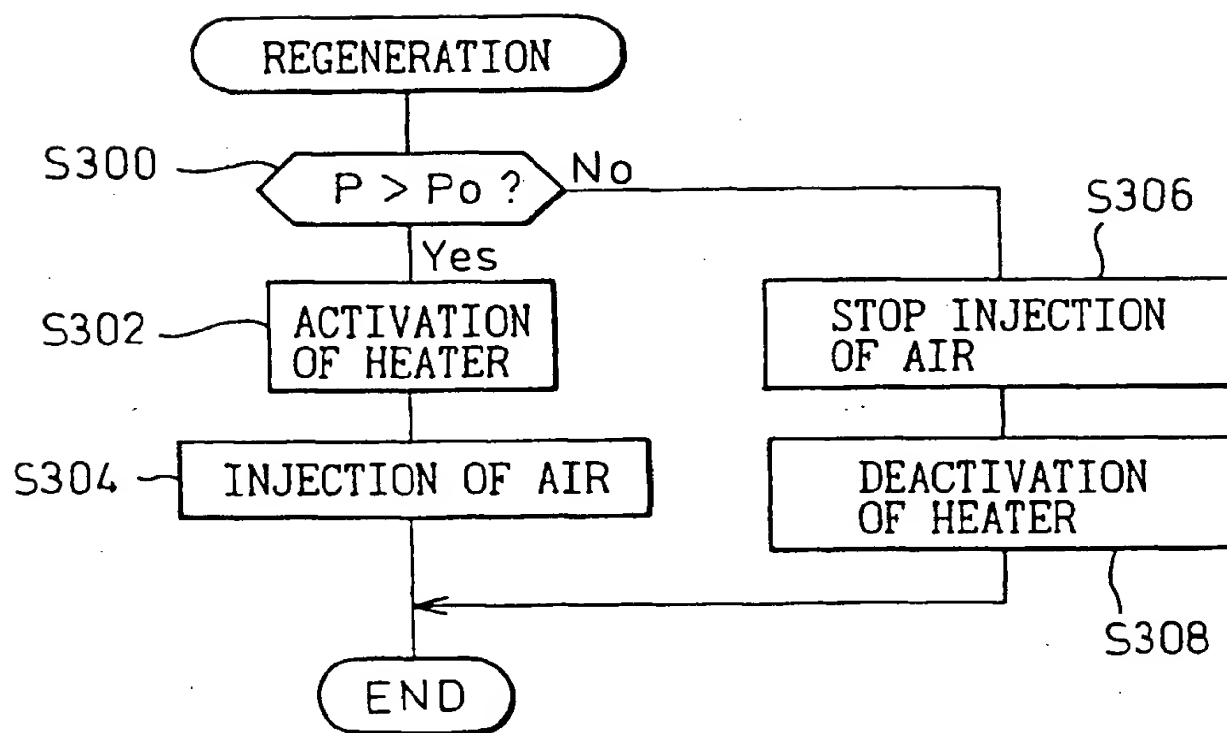 REGENERATION
S300
P > Po ?
No
Yes
S306
S302
ACTIVATION
OF HEATER
STOP INJECTION
OF AIR
S304
INJECTION OF AIR
DEACTIVATION
OF HEATER
S308
END